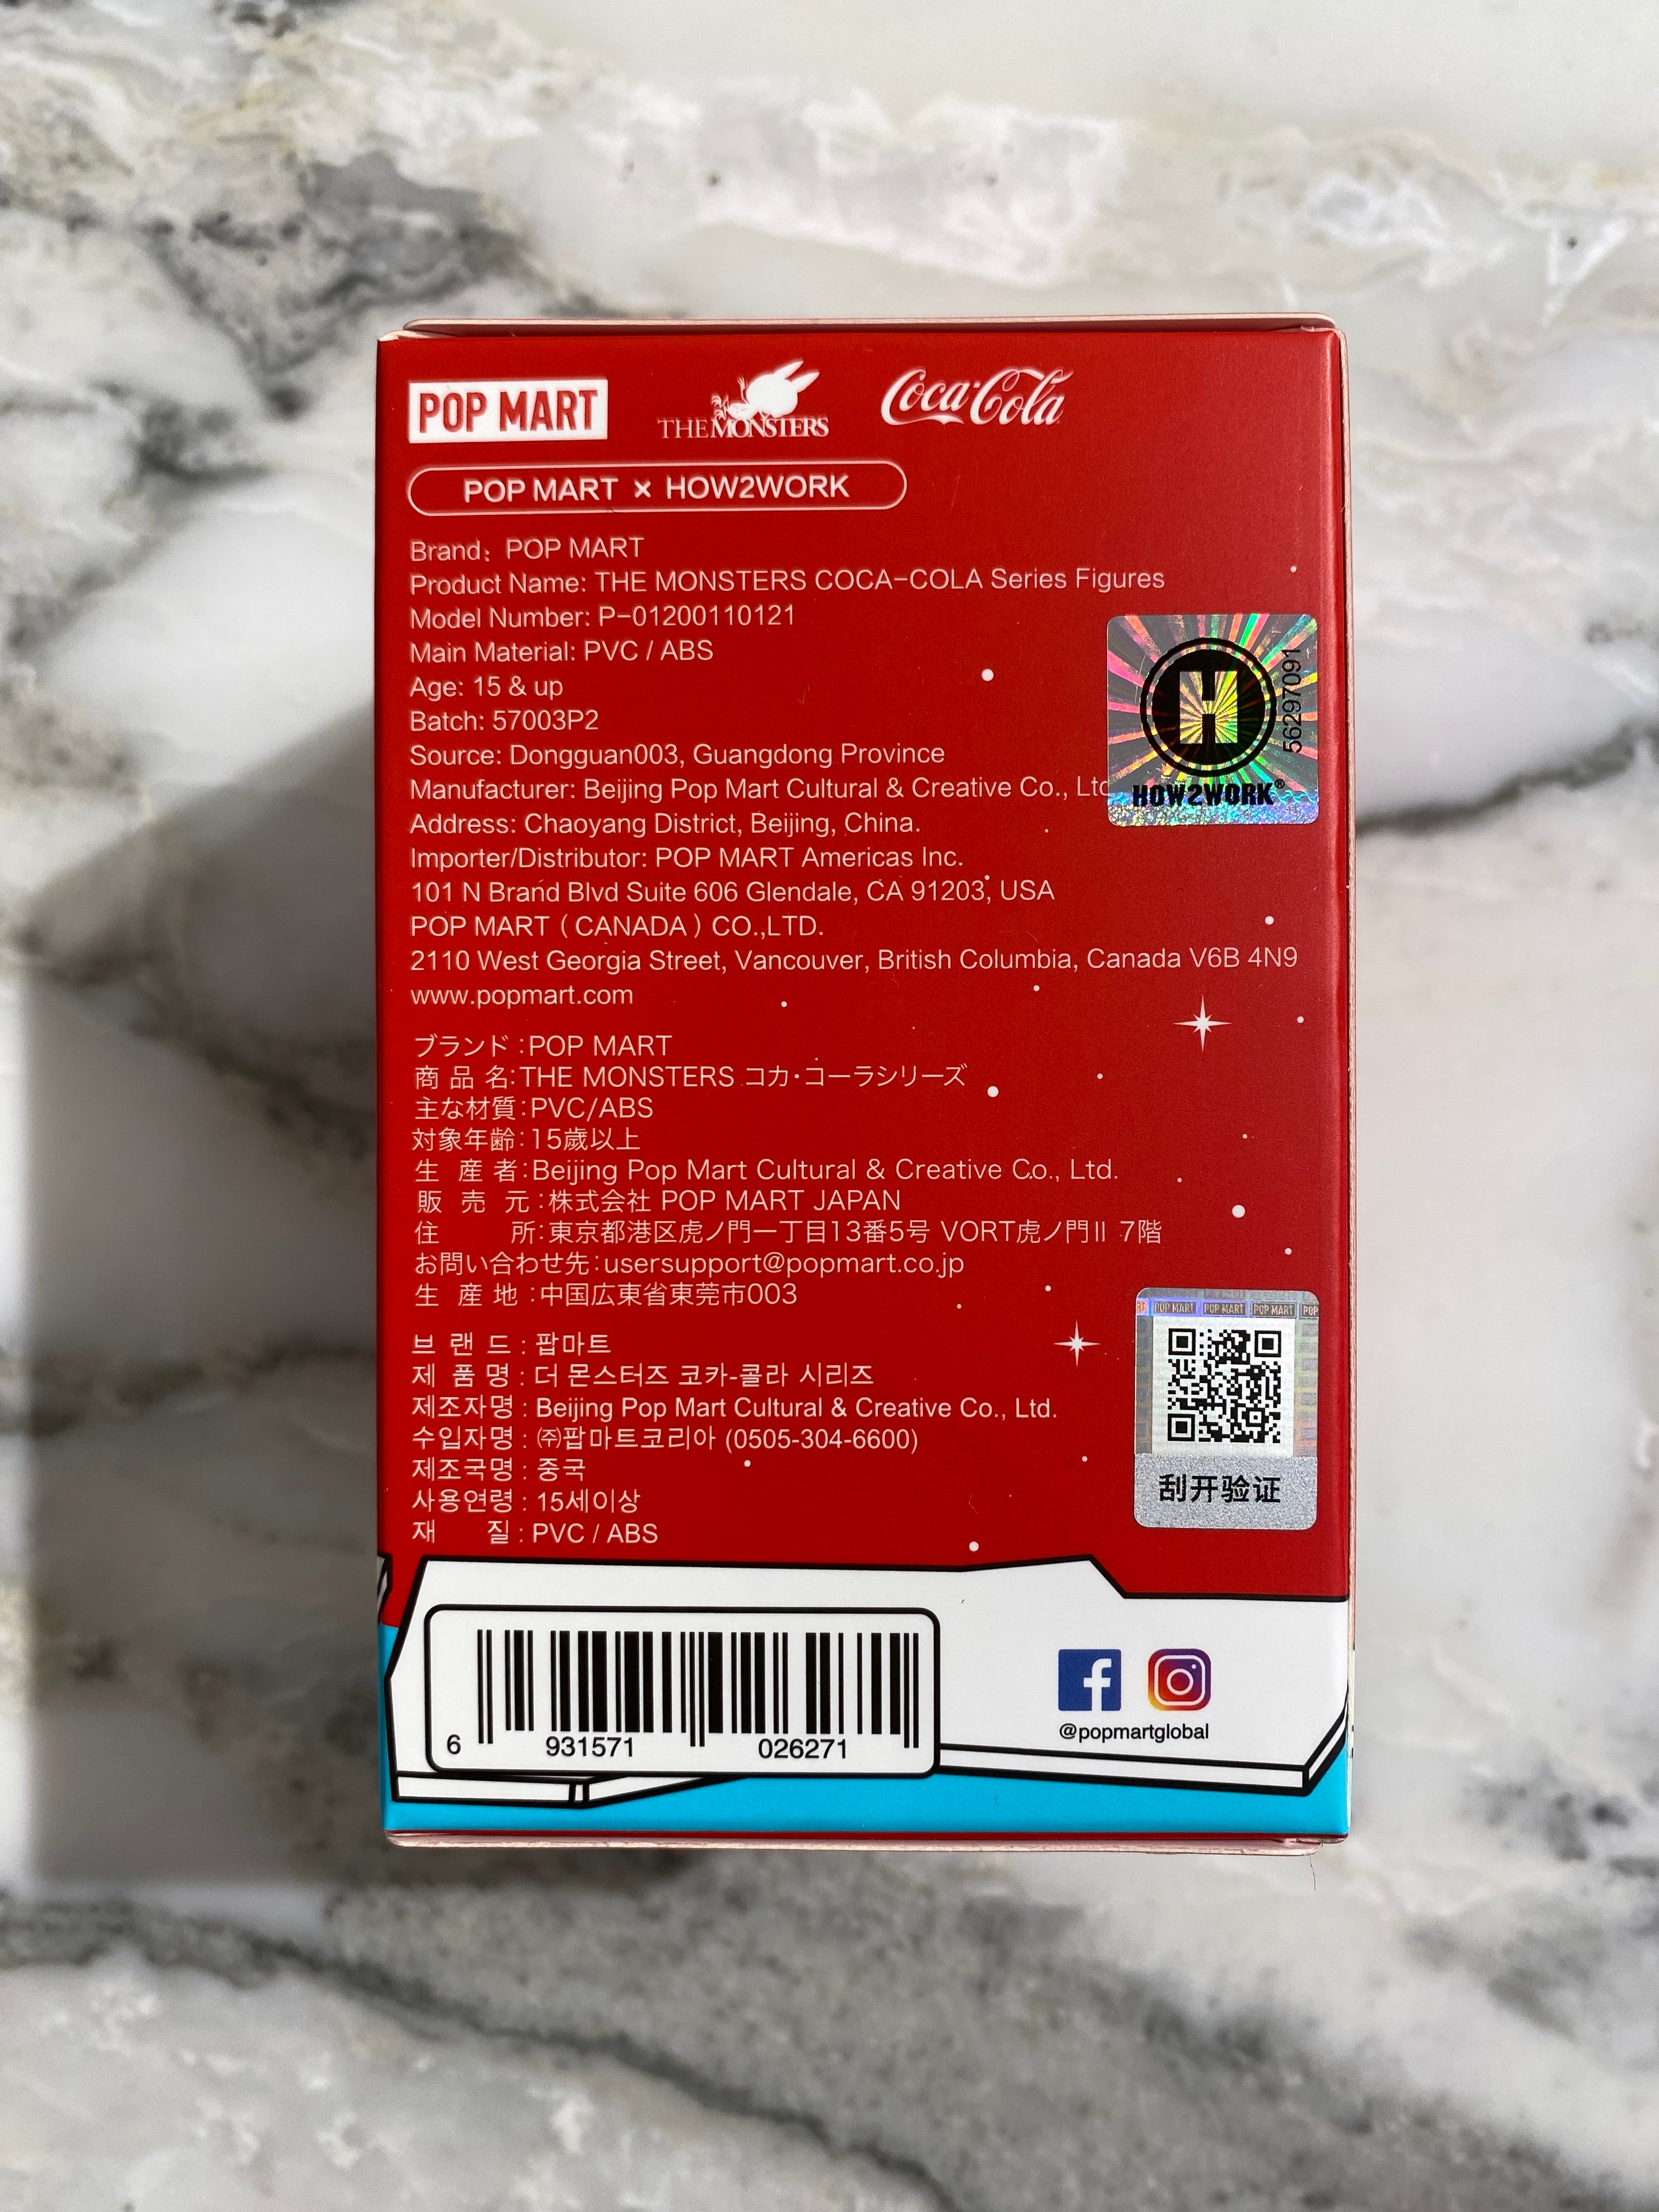 POP MART
THE MONSTERS
Coca-Cola
POP MART × HOW2WORK
Brand: POP MART
Product Name: THE MONSTERS COCA-COLA Series Figures
Model Number: P-01200110121
Main Material: PVC / ABS
Age: 15 & up
Batch: 57003P2
Source: Dongguan003, Guangdong Province
Manufacturer: Beijing Pop Mart Cultural & Creative Co., Ltd
Address: Chaoyang District, Beijing, China.
Importer/Distributor: POP MART Americas Inc.
101 N Brand Blvd Suite 606 Glendale, CA 91203, USA
POP MART ( CANADA ) CO.,LTD.
2110 West Georgia Street, Vancouver, British Columbia, Canada V6B 4N9
www.popmart.com
H
56297091
HOW2WORK®
ブランド:POP MART
商品名:THE MONSTERS コカ・コーラシリーズ
主な材質:PVC/ABS
対象年齢:15歳以上
生産者:Beijing Pop Mart Cultural & Creative Co., Ltd.
販売元:株式会社 POP MART JAPAN
住所:東京都港区虎ノ門一丁目13番5号 VORT虎ノ門II 7階
お問い合わせ先:usersupport@popmart.co.jp
生産地:中国広東省東莞市003
브랜드 : 팝마트
제품명 : 더 몬스터즈 코카-콜라 시리즈
제조자명 : Beijing Pop Mart Cultural & Creative Co., Ltd.
수입자명 : ㈜팝마트코리아 (0505-304-6600)
제조국명 : 중국
사용연령 : 15세이상
재질 : PVC / ABS
POP MART POP MART POP MART POP
刮开验证
6 931571 026271
@popmartglobal